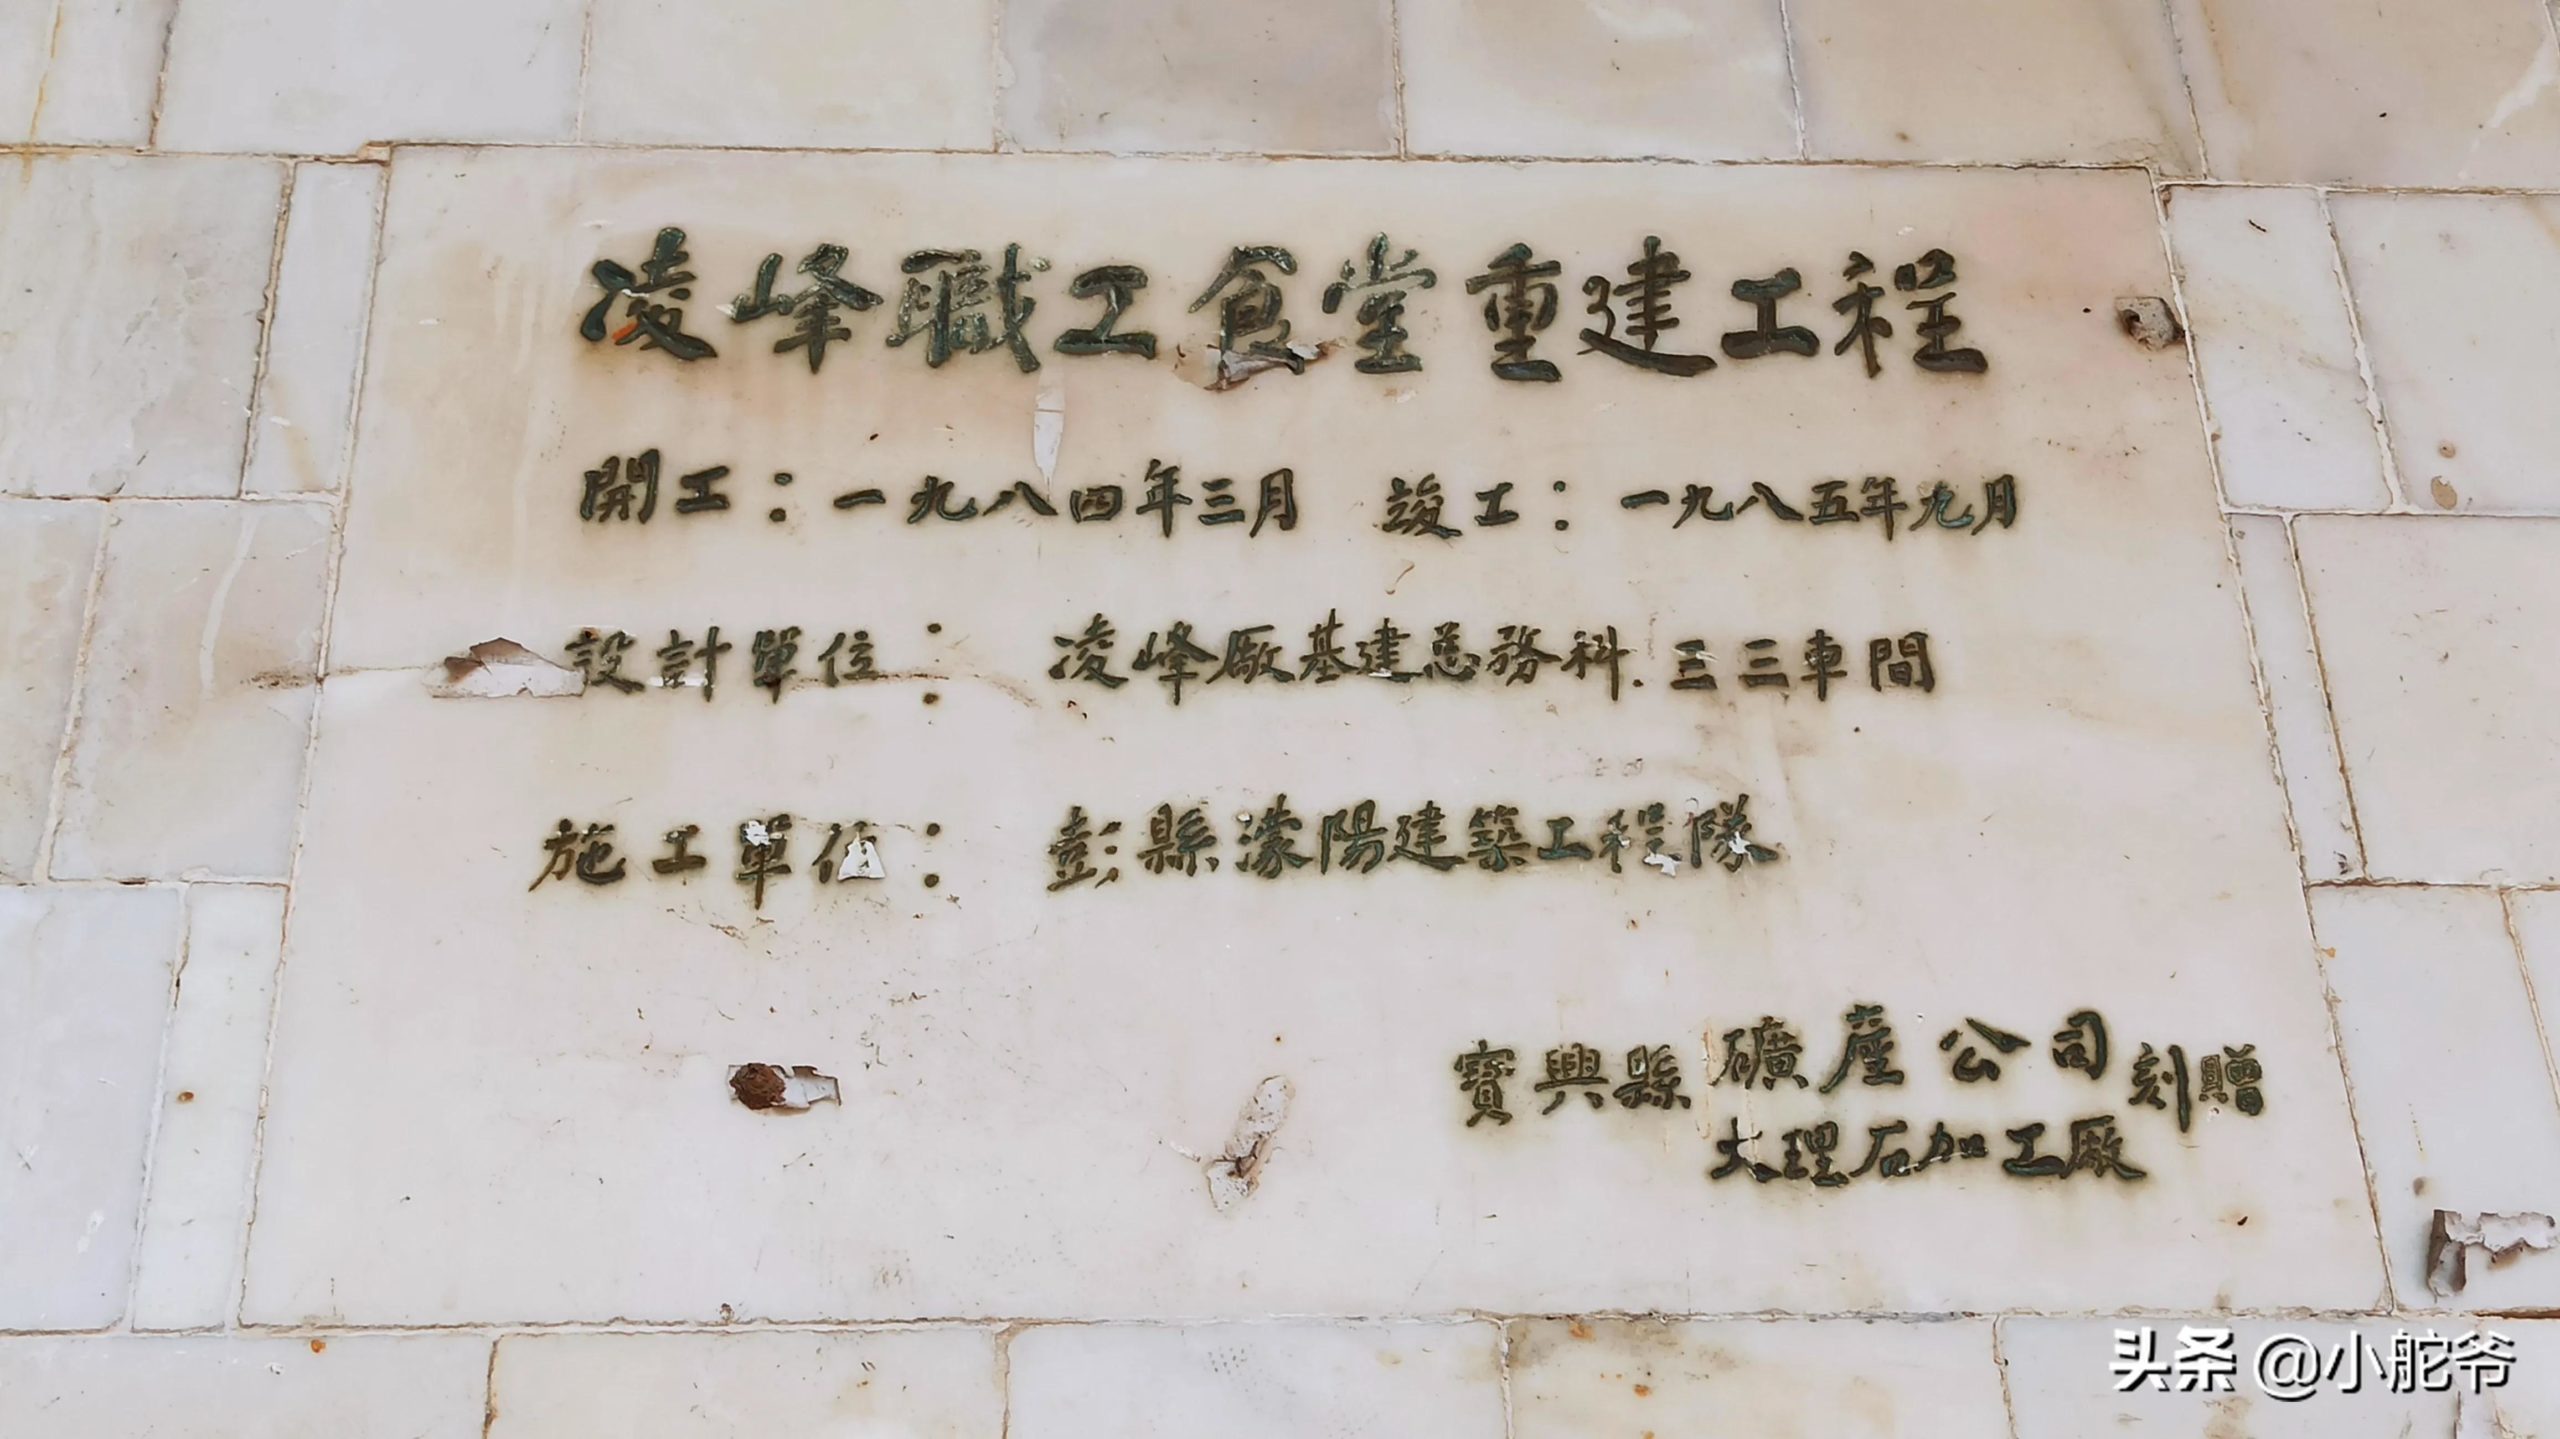 凌峰職工食堂重建工程
開工：一九八四年三月 竣工：一九八五年九月
設計單位：凌峰廠基建总務科.三三車間
施工單位：彭縣濛陽建築工程隊
寶興縣礦產公司刻贈
大理石加工廠
头条 @小舵爷